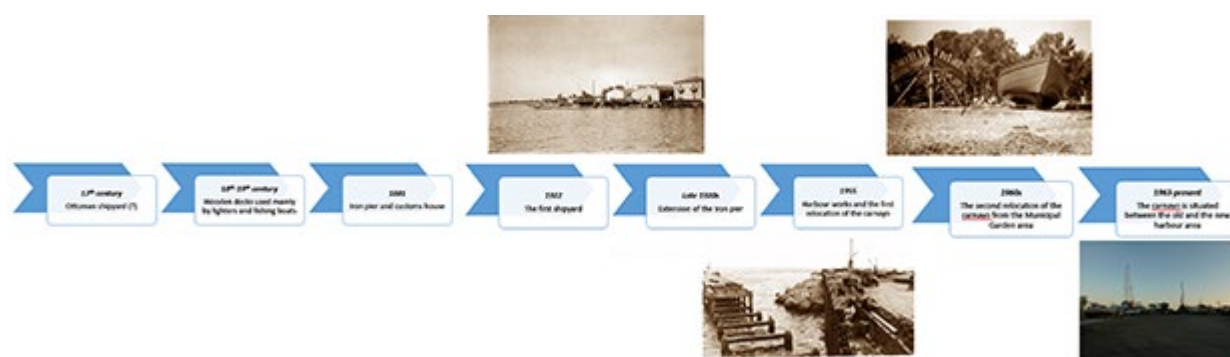 17th century
Ottoman shipyard (?)
18th-19th century
Wooden docks used mainly
by lighters and fishing boats
1881
Iron pier and customs house
1922
The first shipyard
Late 1920s
Extension of the iron pier
1955
Harbour works and the first
relocation of the carnayo
1960s
The second relocation of the
carnayo from the Municipal
Garden area
1963-present
The carnayo is situated
between the old and the new
harbour area